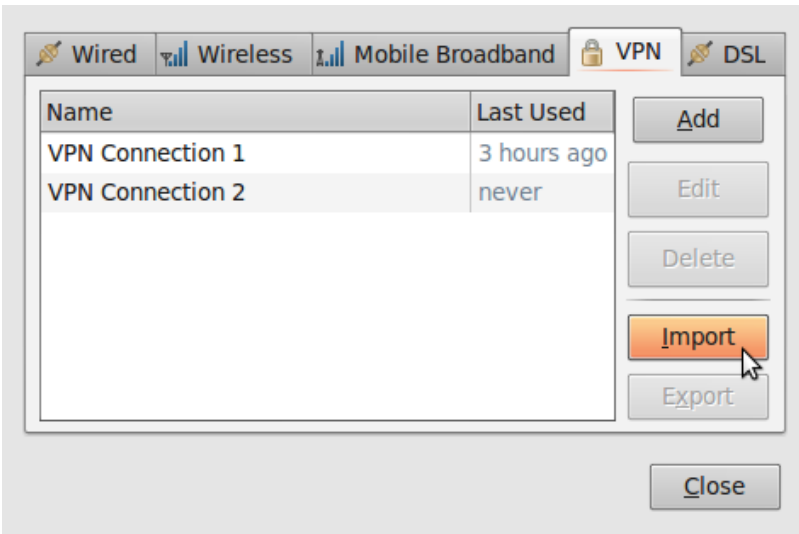 Wired Wireless Mobile Broadband VPN DSL
Name Last Used
VPN Connection 1 3 hours ago
VPN Connection 2 never
Add
Edit
Delete
Import
Export
Close